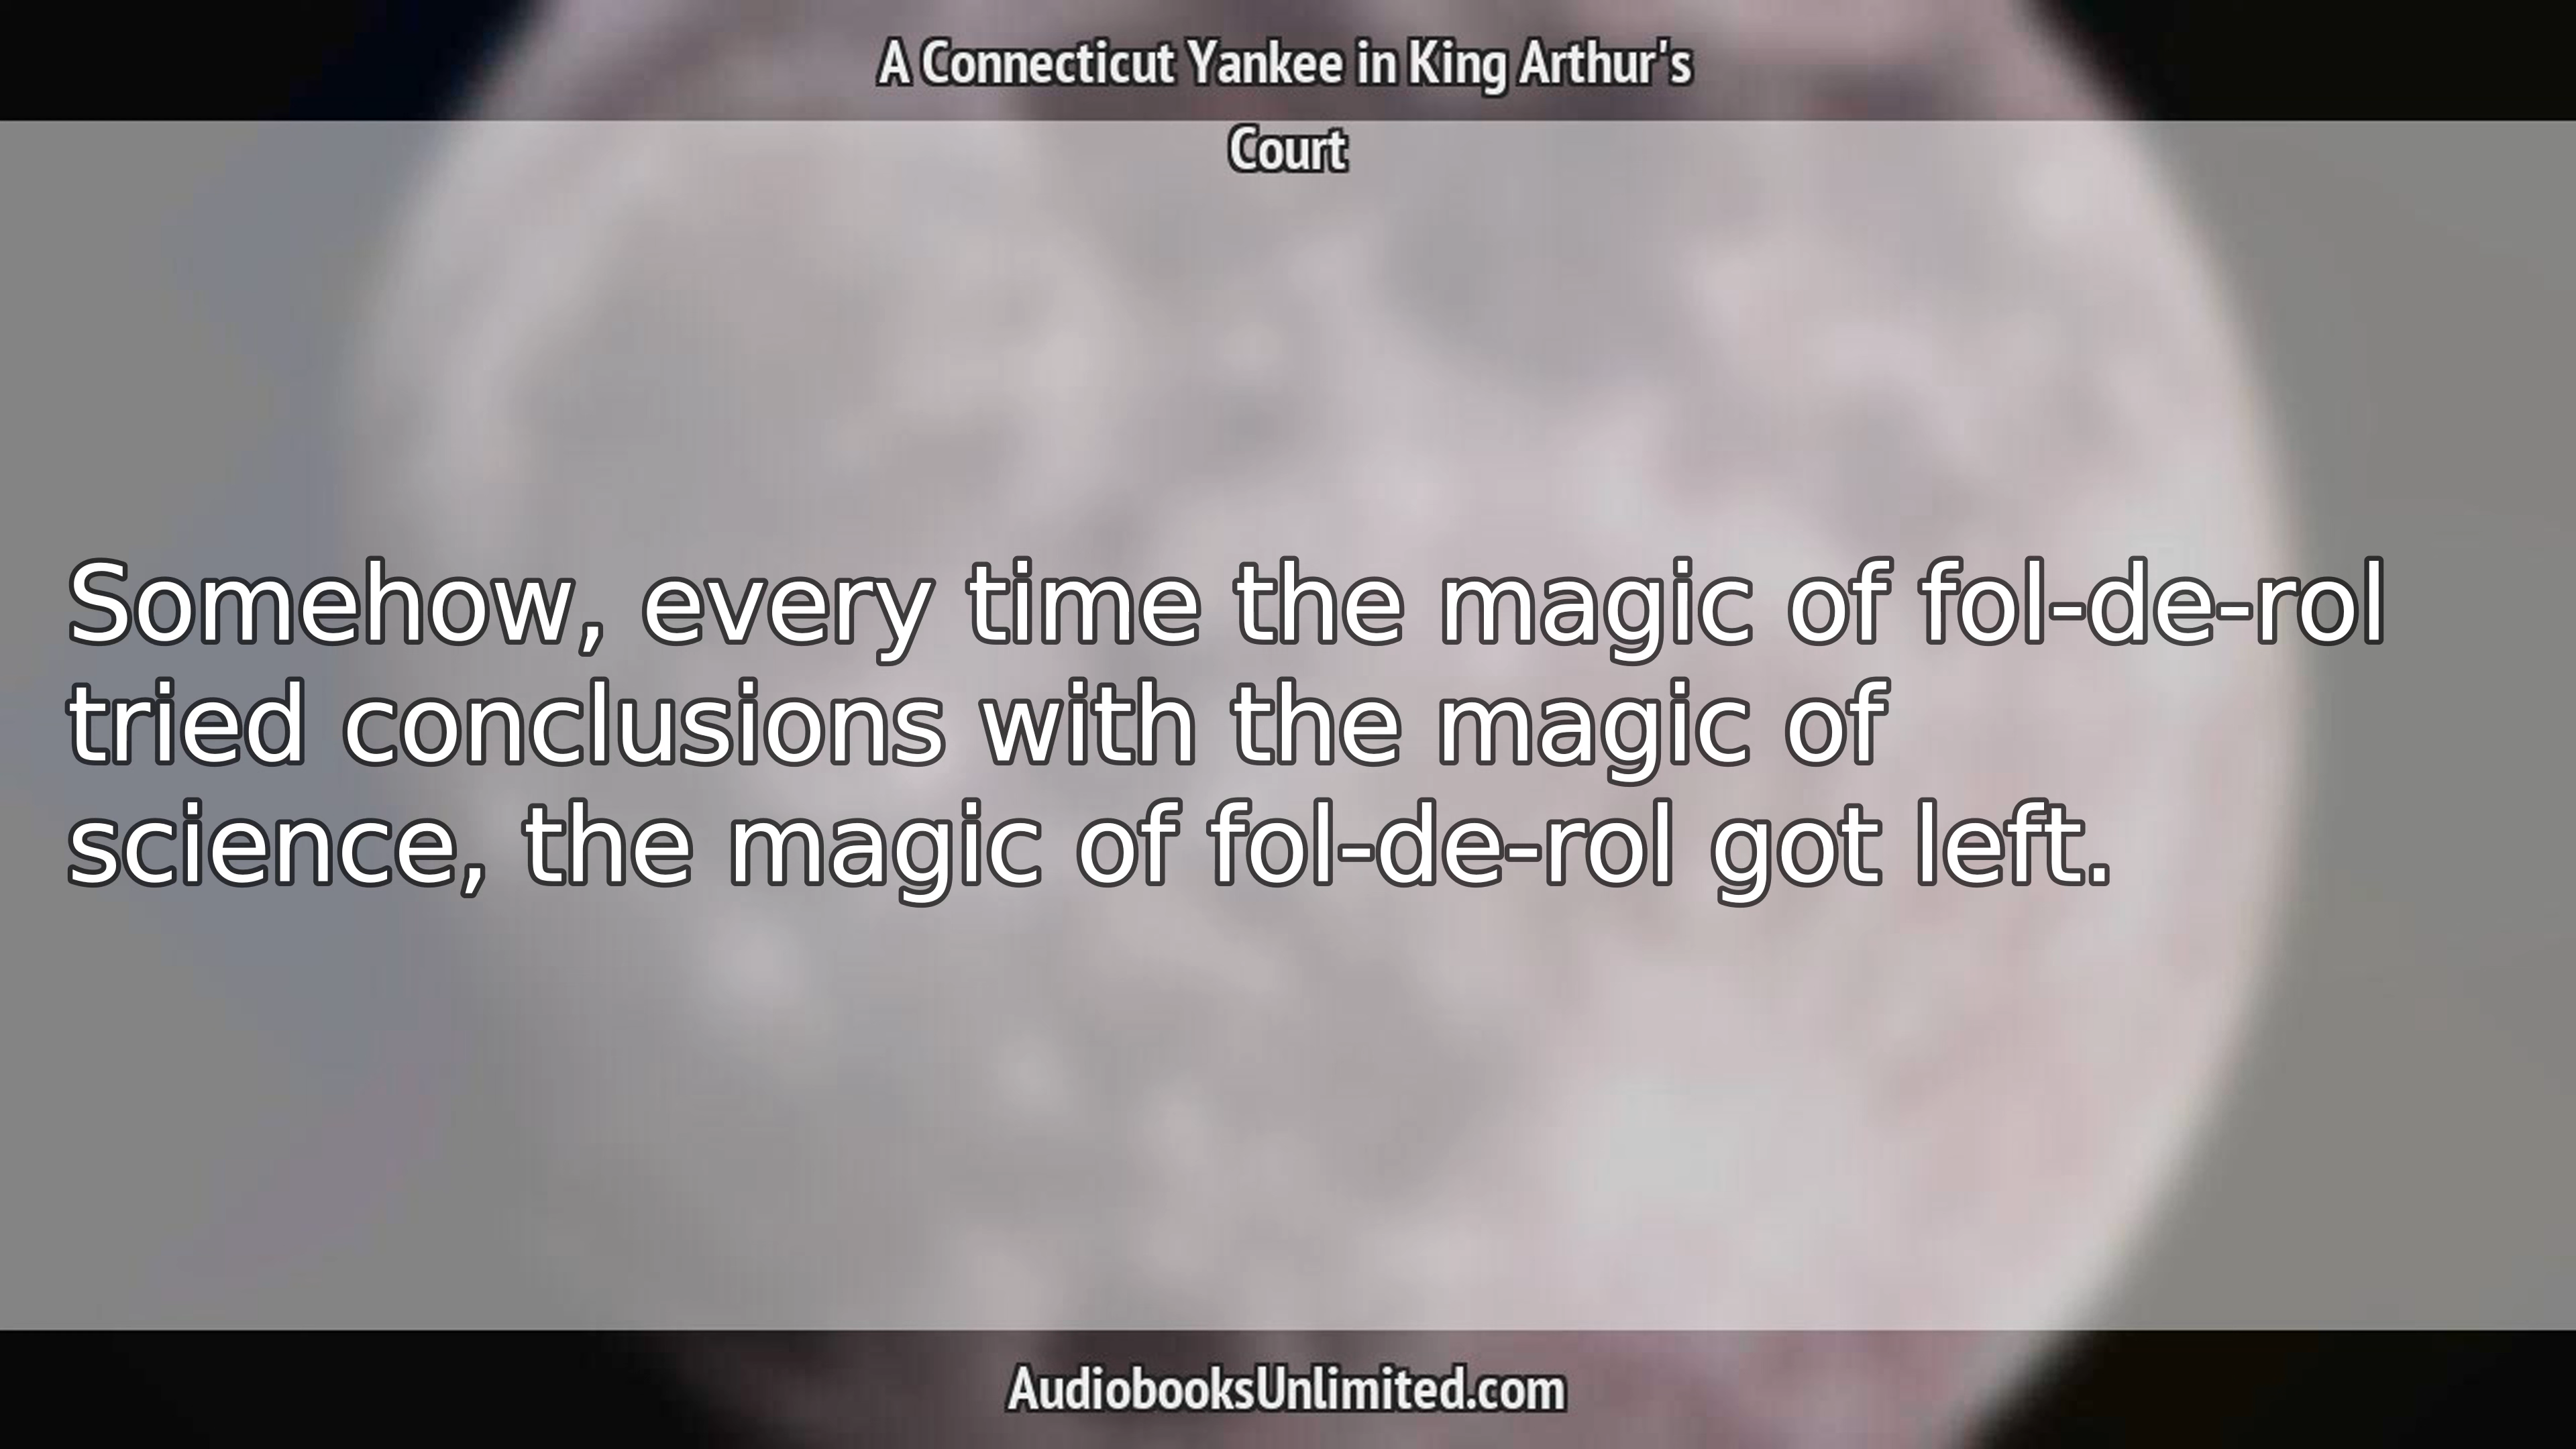 A Connecticut Yankee in King Arthur's
Court
Somehow, every time the magic of fol-de-rol
tried conclusions with the magic of
science, the magic of fol-de-rol got left.
AudiobooksUnlimited.com